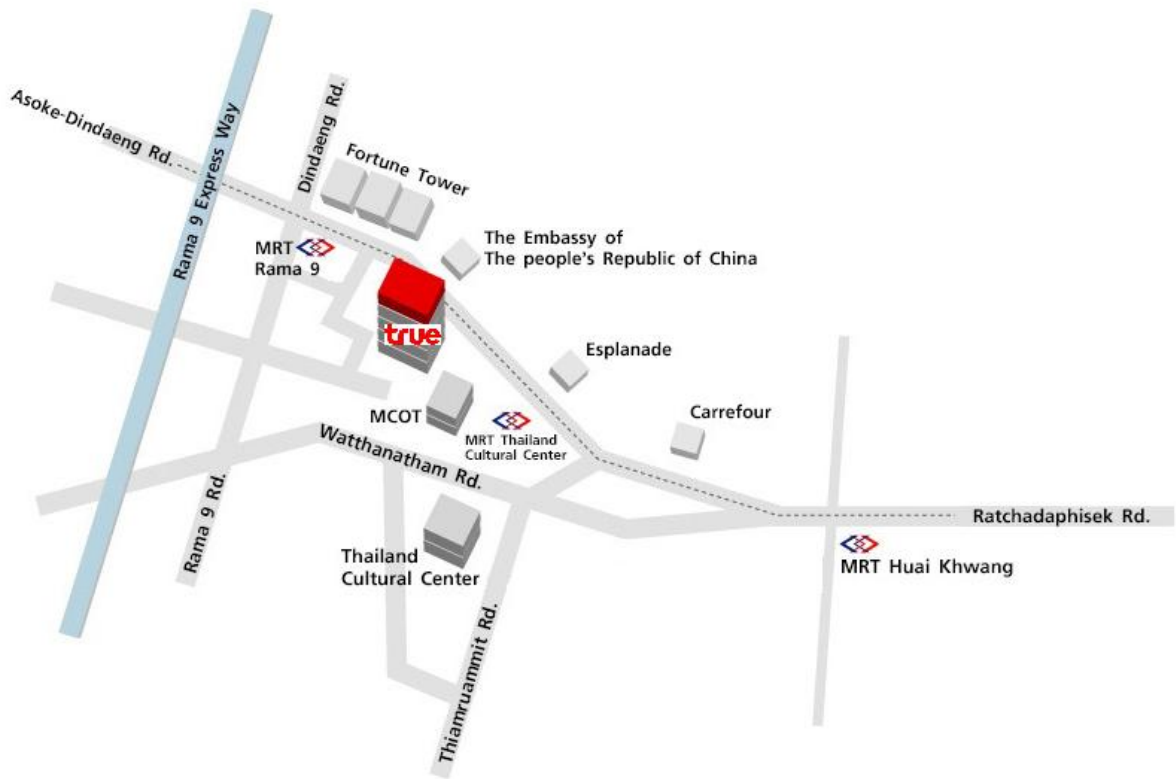 Asoke-Dindaeng Rd.
Rama 9 Express Way
Dindaeng Rd.
Fortune Tower
MRT
Rama 9
The Embassy of
The people's Republic of China
true
Esplanade
MCOT
Carrefour
MRT Thailand
Cultural Center
Watthanatham Rd.
Rama 9 Rd.
Ratchadaphisek Rd.
Thailand
Cultural Center
MRT Huai Khwang
Thiamruammit Rd.